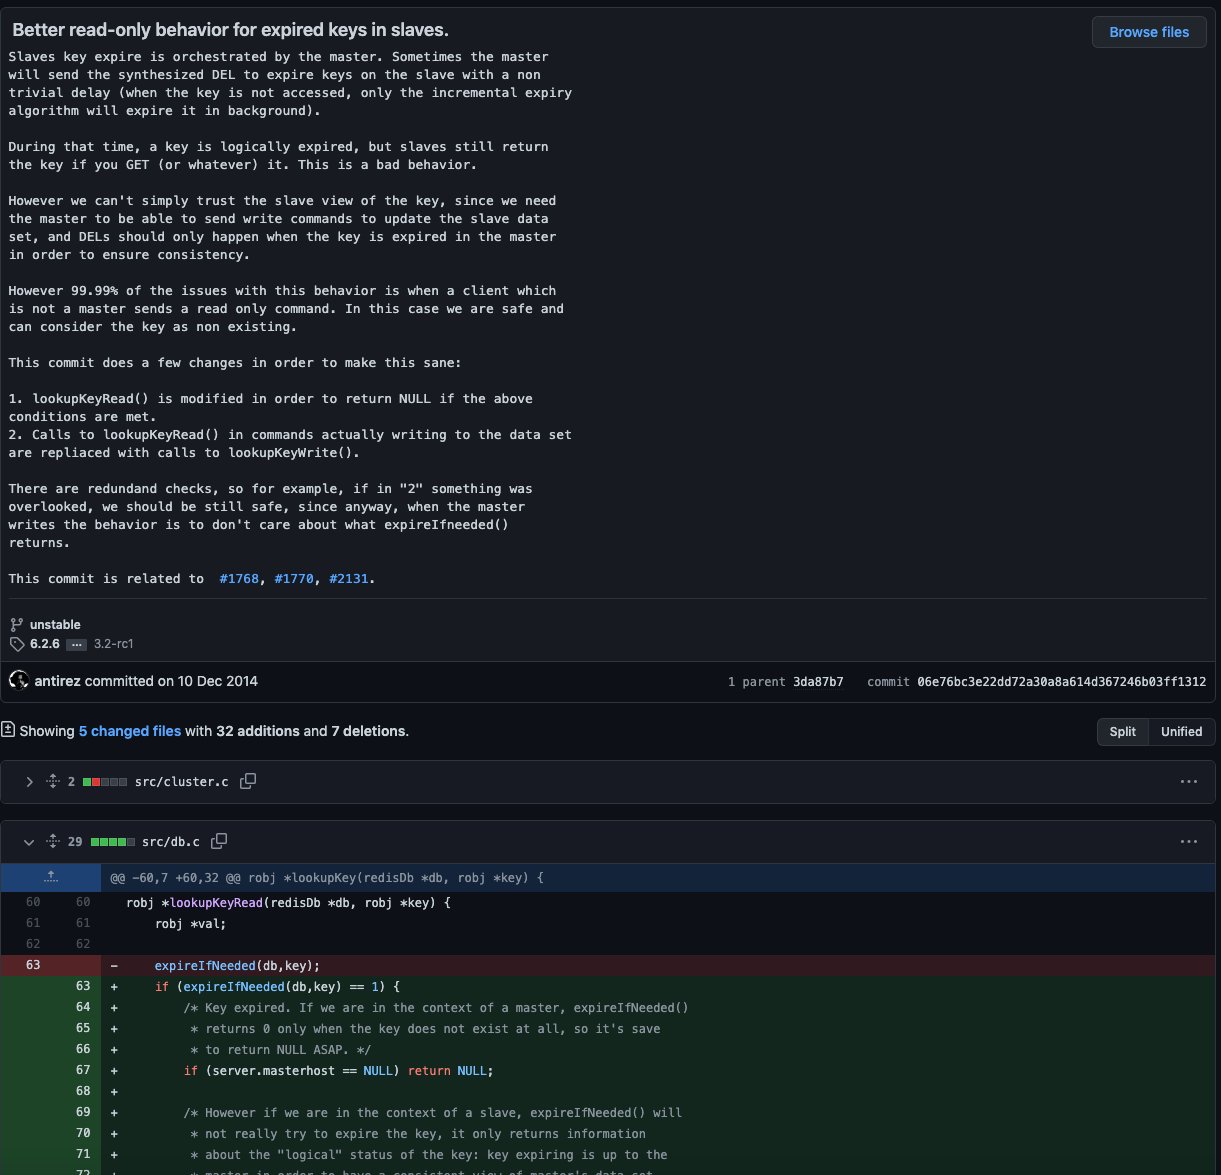 Better read-only behavior for expired keys in slaves.
Browse files
Slaves key expire is orchestrated by the master. Sometimes the master
will send the synthesized DEL to expire keys on the slave with a non
trivial delay (when the key is not accessed, only the incremental expiry
algorithm will expire it in background).
During that time, a key is logically expired, but slaves still return
the key if you GET (or whatever) it. This is a bad behavior.
However we can't simply trust the slave view of the key, since we need
the master to be able to send write commands to update the slave data
set, and DELs should only happen when the key is expired in the master
in order to ensure consistency.
However 99.99% of the issues with this behavior is when a client which
is not a master sends a read only command. In this case we are safe and
can consider the key as non existing.
This commit does a few changes in order to make this sane:
1. lookupKeyRead() is modified in order to return NULL if the above
conditions are met.
2. Calls to lookupKeyRead() in commands actually writing to the data set
are repliaced with calls to lookupKeyWrite().
There are redundand checks, so for example, if in "2" something was
overlooked, we should be still safe, since anyway, when the master
writes the behavior is to don't care about what expireIfneeded()
returns.
This commit is related to  #1768, #1770, #2131.
unstable
6.2.6 ... 3.2-rc1
antirez committed on 10 Dec 2014
1 parent 3da87b7 commit 06e76bc3e22dd72a30a8a614d367246b03ff1312
Showing 5 changed files with 32 additions and 7 deletions.
Split Unified
2 src/cluster.c
29 src/db.c
@@ -60,7 +60,32 @@ robj *lookupKey(redisDb *db, robj *key) {
60 60 robj *lookupKeyRead(redisDb *db, robj *key) {
61 61 robj *val;
62 62
63 - expireIfNeeded(db,key);
63 + if (expireIfNeeded(db,key) == 1) {
64 + /* Key expired. If we are in the context of a master, expireIfNeeded()
65 + * returns 0 only when the key does not exist at all, so it's save
66 + * to return NULL ASAP. */
67 + if (server.masterhost == NULL) return NULL;
68 +
69 + /* However if we are in the context of a slave, expireIfNeeded() will
70 + * not really try to expire the key, it only returns information
71 + * about the "logical" status of the key: key expiring is up to the
72 + * master in order to have a consistent view of master's data set.